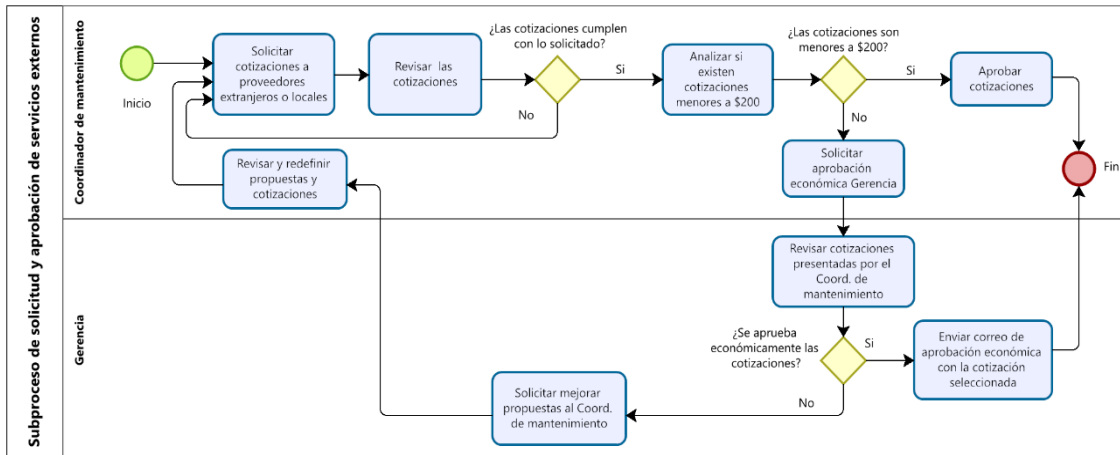 Subproceso de solicitud y aprobación de servicios externos
Coordinador de mantenimiento
Inicio
Solicitar
cotizaciones a
proveedores
extranjeros o locales
Revisar las
cotizaciones
¿Las cotizaciones cumplen
con lo solicitado?
Si
No
Analizar si
existen
cotizaciones
menores a $200
¿Las cotizaciones son
menores a $200?
Si
No
Aprobar
cotizaciones
Fin
Solicitar
aprobación
económica Gerencia
Revisar y redefinir
propuestas y
cotizaciones
Gerencia
Revisar cotizaciones
presentadas por el
Coord. de
mantenimiento
¿Se aprueba
económicamente las
cotizaciones?
Si
No
Enviar correo de
aprobación económica
con la cotización
seleccionada
Solicitar mejorar
propuestas al Coord.
de mantenimiento